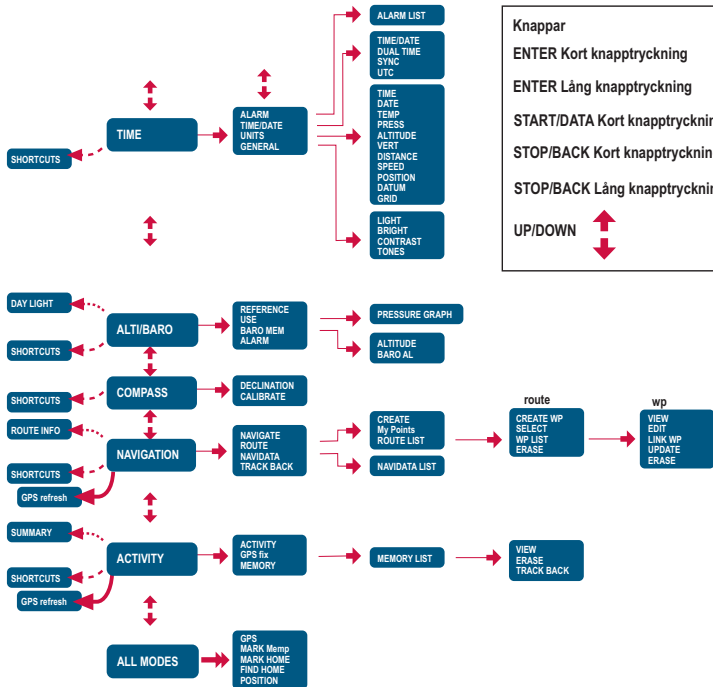 ALARM LIST
TIME/DATE
DUAL TIME
SYNC
UTC
TIME
DATE
TEMP
PRESS
ALTITUDE
VERT
DISTANCE
SPEED
POSITION
DATUM
GRID
LIGHT
BRIGHT
CONTRAST
TONES
ALARM
TIME/DATE
UNITS
GENERAL
TIME
SHORTCUTS
Knappar
ENTER Kort knapptryckning
ENTER Lång knapptryckning
START/DATA Kort knapptryckning
STOP/BACK Kort knapptryckning
STOP/BACK Lång knapptryckning
UP/DOWN
DAY LIGHT
ALTI/BARO
SHORTCUTS
REFERENCE
USE
BARO MEM
ALARM
PRESSURE GRAPH
ALTITUDE
BARO AL
SHORTCUTS
COMPASS
DECLINATION
CALIBRATE
ROUTE INFO
NAVIGATION
SHORTCUTS
GPS refresh
NAVIGATE
ROUTE
NAVIDATA
TRACK BACK
CREATE
My Points
ROUTE LIST
NAVIDATA LIST
route
CREATE WP
SELECT
WP LIST
ERASE
wp
VIEW
EDIT
LINK WP
UPDATE
ERASE
SUMMARY
ACTIVITY
SHORTCUTS
GPS refresh
ACTIVITY
GPS fix
MEMORY
MEMORY LIST
VIEW
ERASE
TRACK BACK
ALL MODES
GPS
MARK Memp
MARK HOME
FIND HOME
POSITION